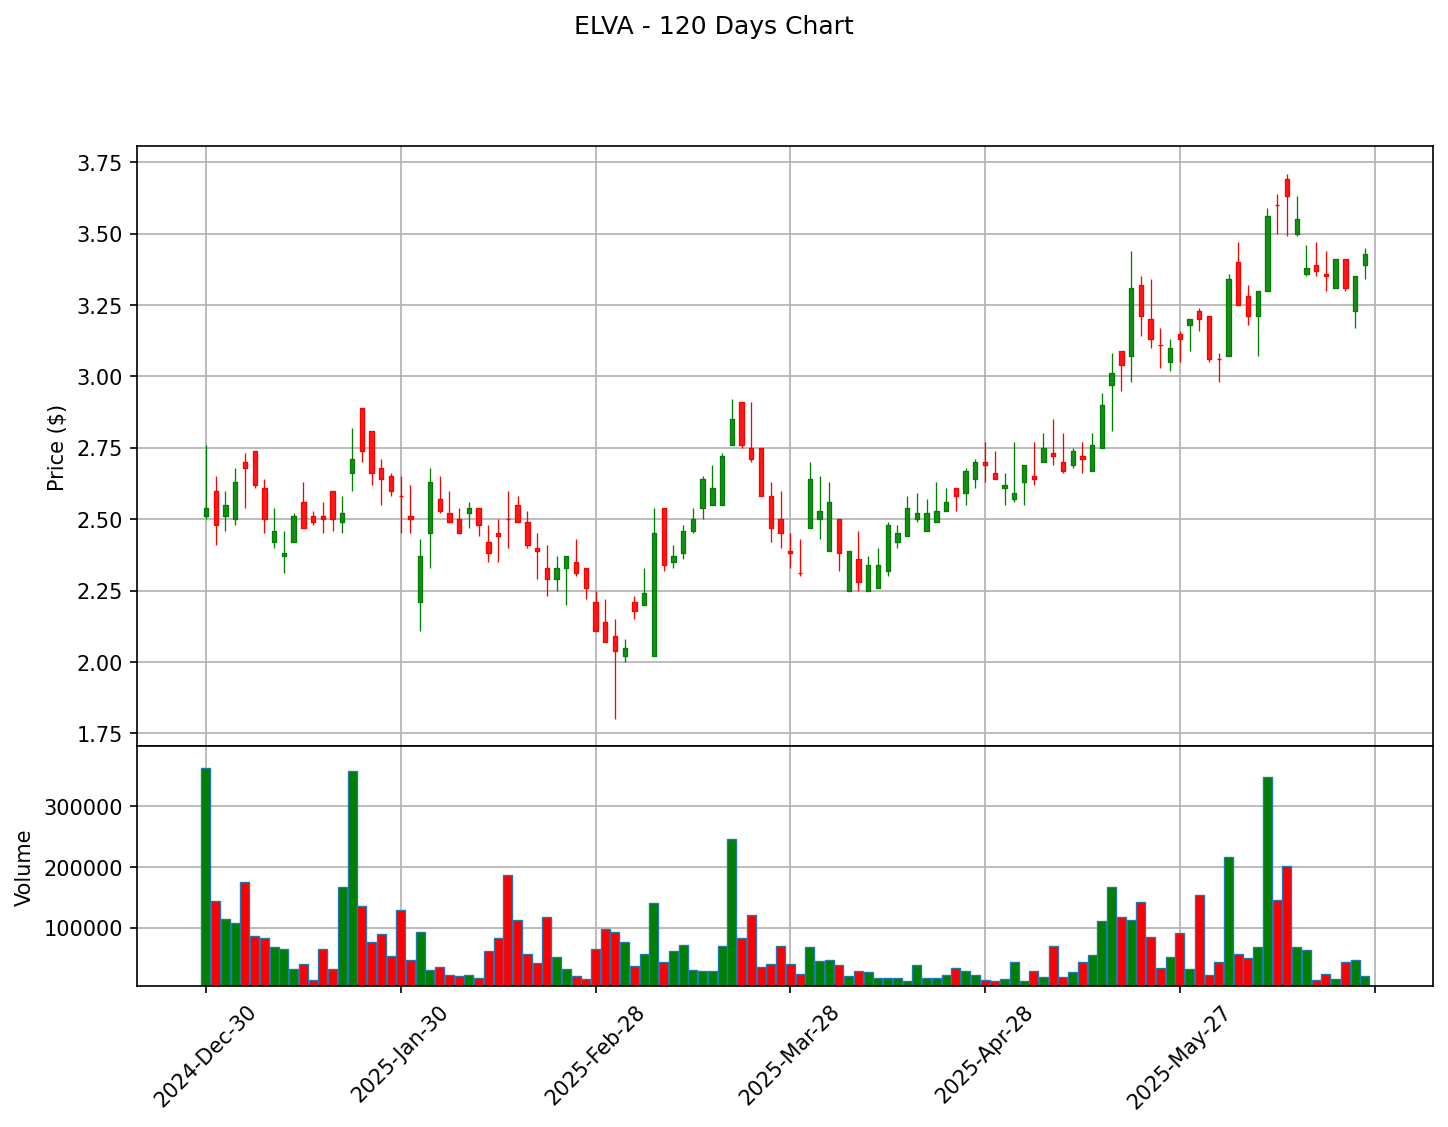 ELVA - 120 Days Chart
Price ($)
3.75
3.50
3.25
3.00
2.75
2.50
2.25
2.00
1.75
Volume
300000
200000
100000
2024-Dec-30
2025-Jan-30
2025-Feb-28
2025-Mar-28
2025-Apr-28
2025-May-27